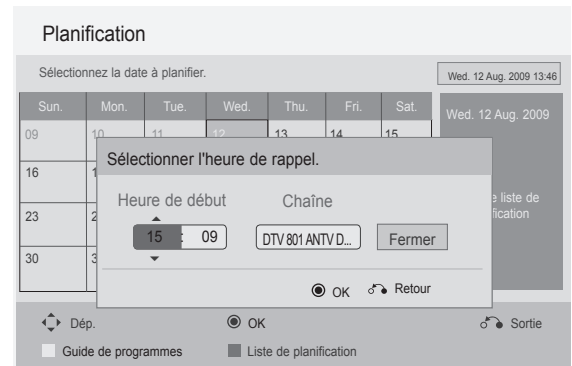 Planification
Sélectionnez la date à planifier.
Wed. 12 Aug. 2009 13:46
Sun. Mon. Tue. Wed. Thu. Fri. Sat.
Wed. 12 Aug. 2009
09 10 11 12 13 14 15
Sélectionner l'heure de rappel.
16
Heure de début Chaîne
e liste de
fication
23
15 : 09 DTV 801 ANTV D... Fermer
30
OK Retour
Dép. OK Sortie
Guide de programmes Liste de planification